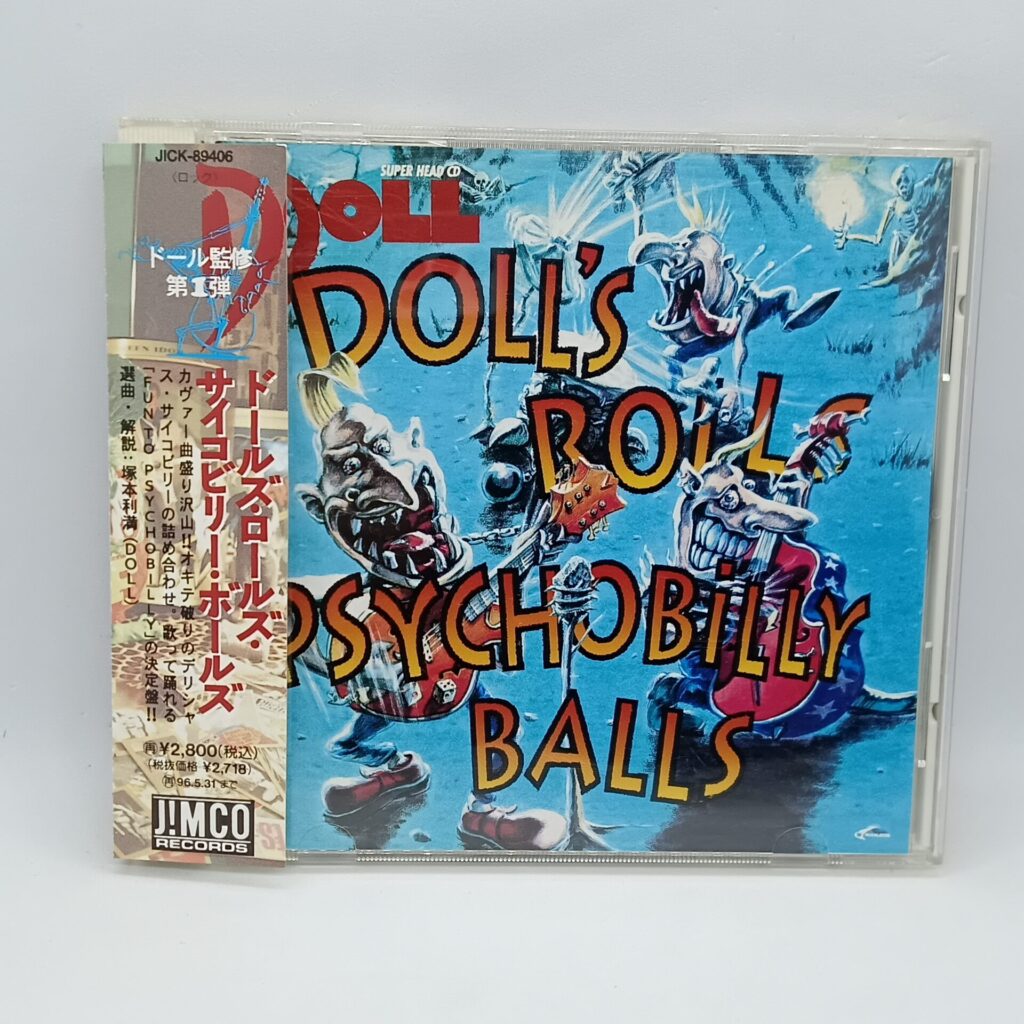 JICK-89406
〈ロック〉
ドール監修
第1弾
ドールズ・ロールズ・
サイコビリー・ボールズ
カヴァー曲盛り沢山!!オキテ破りのデリシャ
ス・サイコビリーの詰め合わせ。歌って踊れる
「FUN TO PSYCHOBILLY」の決定盤!!
選曲・解説:塚本利満(DOLL)
再¥2,800(税込)
(税抜価格 ¥2,718)
再96.5.31まで
J!MCO
RECORDS
SUPER HEAD CD
DOLL
DOLL'S
ROLLS
PSYCHOBiLLY
BALLS